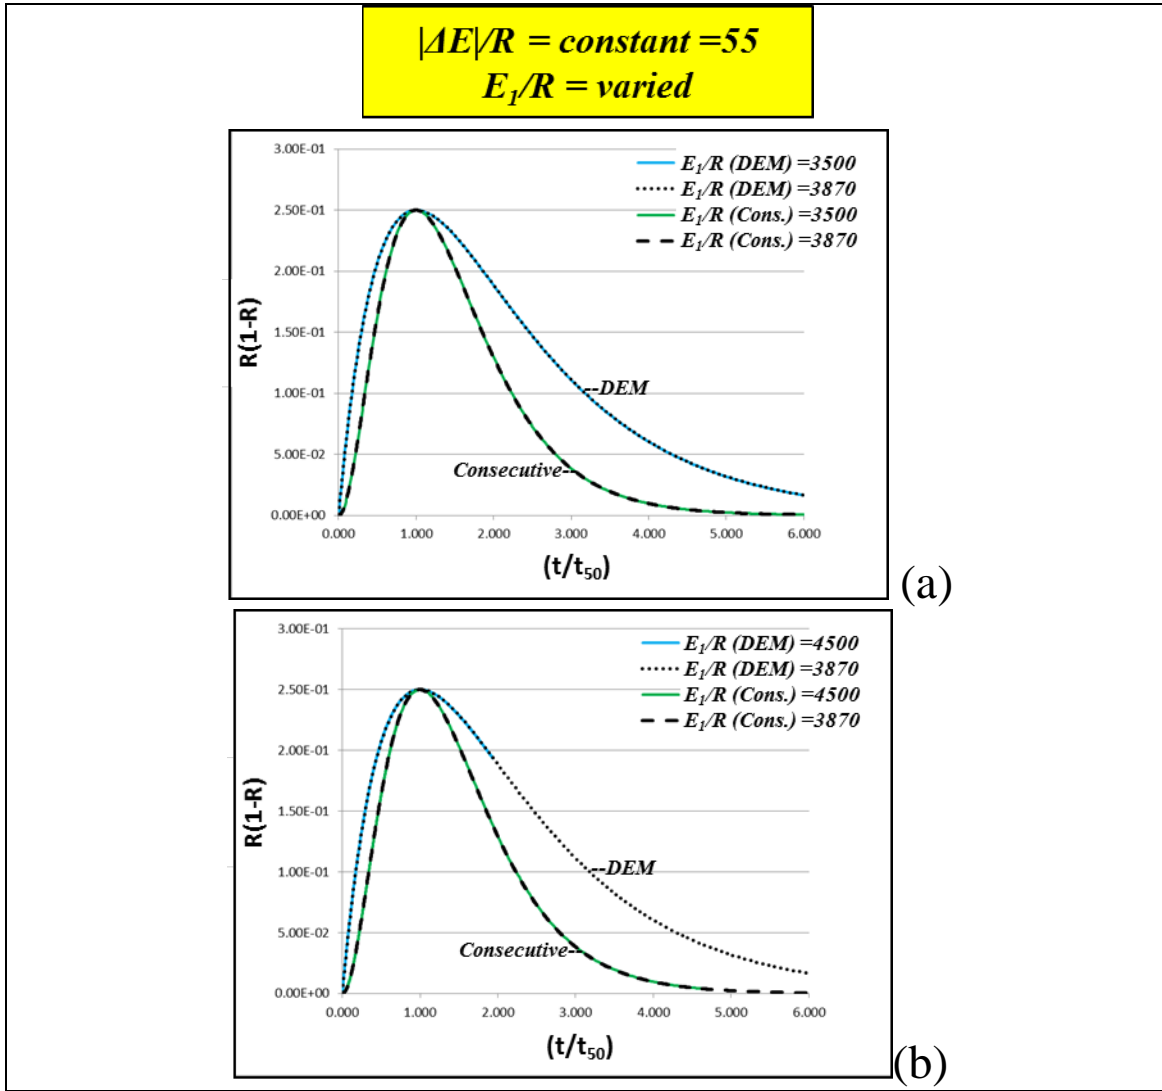 |ΔE|/R = constant =55
E₁/R = varied
3.00E-01
2.50E-01
2.00E-01
1.50E-01
1.00E-01
5.00E-02
0.00E+00
R(1-R)
E₁/R (DEM) =3500
E₁/R (DEM) =3870
E₁/R (Cons.) =3500
E₁/R (Cons.) =3870
--DEM
Consecutive--
0.000 1.000 2.000 3.000 4.000 5.000 6.000
(t/t₅₀)
(a)
3.00E-01
2.50E-01
2.00E-01
1.50E-01
1.00E-01
5.00E-02
0.00E+00
R(1-R)
E₁/R (DEM) =4500
E₁/R (DEM) =3870
E₁/R (Cons.) =4500
E₁/R (Cons.) =3870
--DEM
Consecutive--
0.000 1.000 2.000 3.000 4.000 5.000 6.000
(t/t₅₀)
(b)